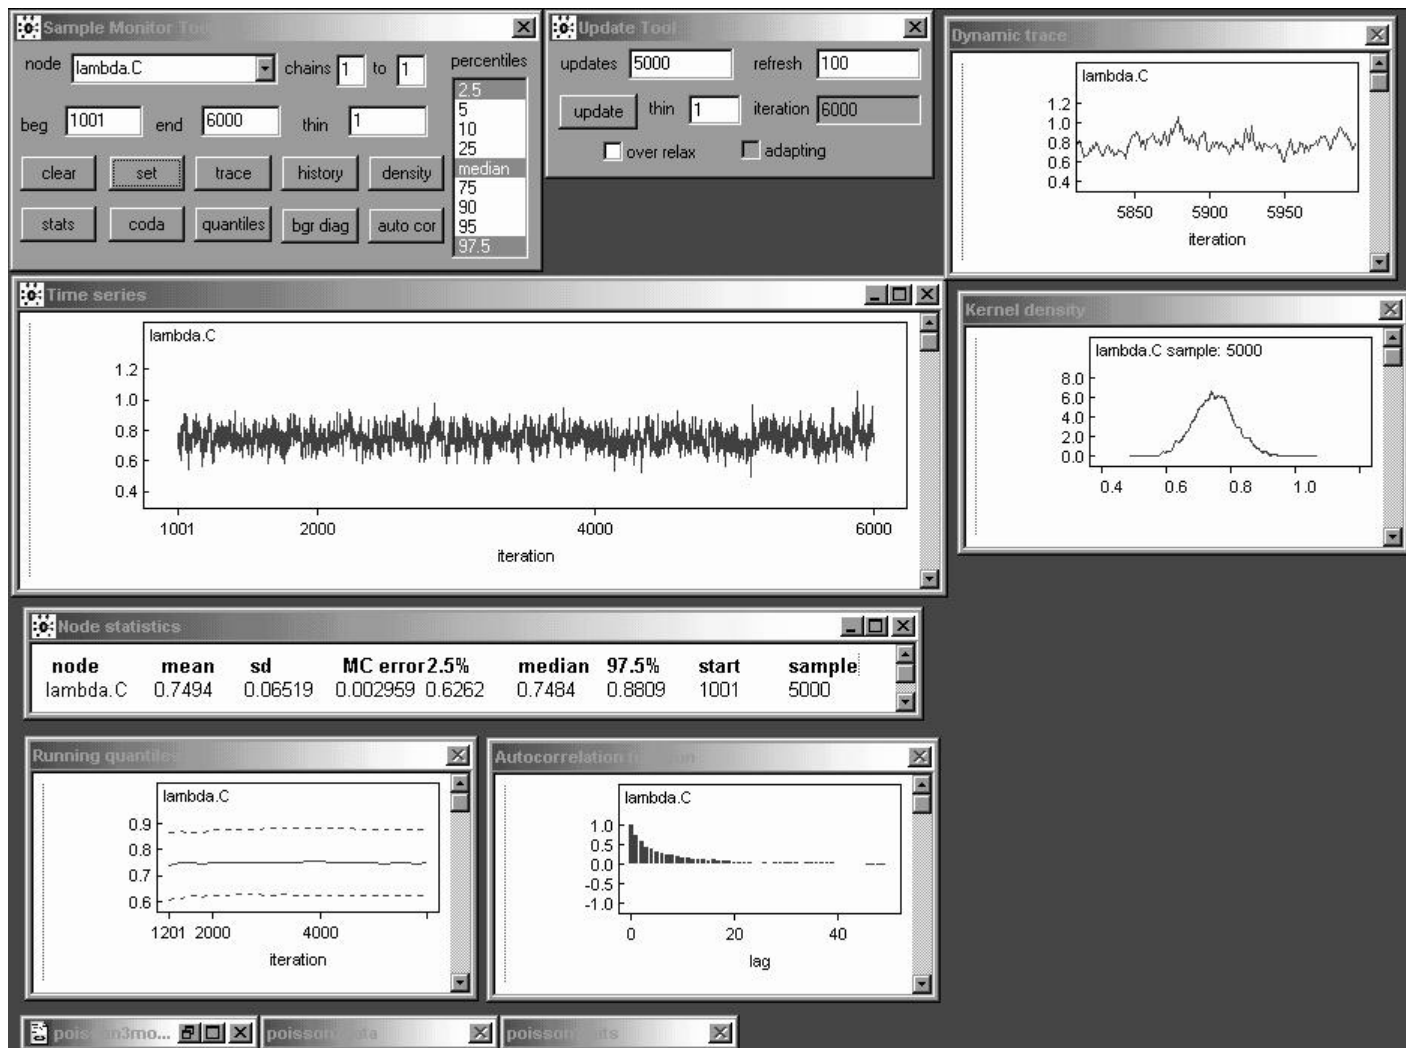 Sample Monitor Tool
node lambda.C chains 1 to 1 percentiles
2.5
5
10
25
median
75
90
95
97.5
beg 1001 end 6000 thin 1
clear set trace history density
stats coda quantiles bgr diag auto cor
Update Tool
updates 5000 refresh 100
update thin 1 iteration 6000
over relax adapting
Dynamic trace
lambda.C
1.2
1.0
0.8
0.6
0.4
5850 5900 5950
iteration
Time series
lambda.C
1.2
1.0
0.8
0.6
0.4
1001 2000 4000 6000
iteration
Kernel density
lambda.C sample: 5000
8.0
6.0
4.0
2.0
0.0
0.4 0.6 0.8 1.0
Node statistics
node mean sd MC error 2.5% median 97.5% start sample
lambda.C 0.7494 0.06519 0.002959 0.6262 0.7484 0.8809 1001 5000
Running quantiles
lambda.C
0.9
0.8
0.7
0.6
1201 2000 4000
iteration
Autocorrelation function
lambda.C
1.0
0.5
0.0
-0.5
-1.0
0 20 40
lag